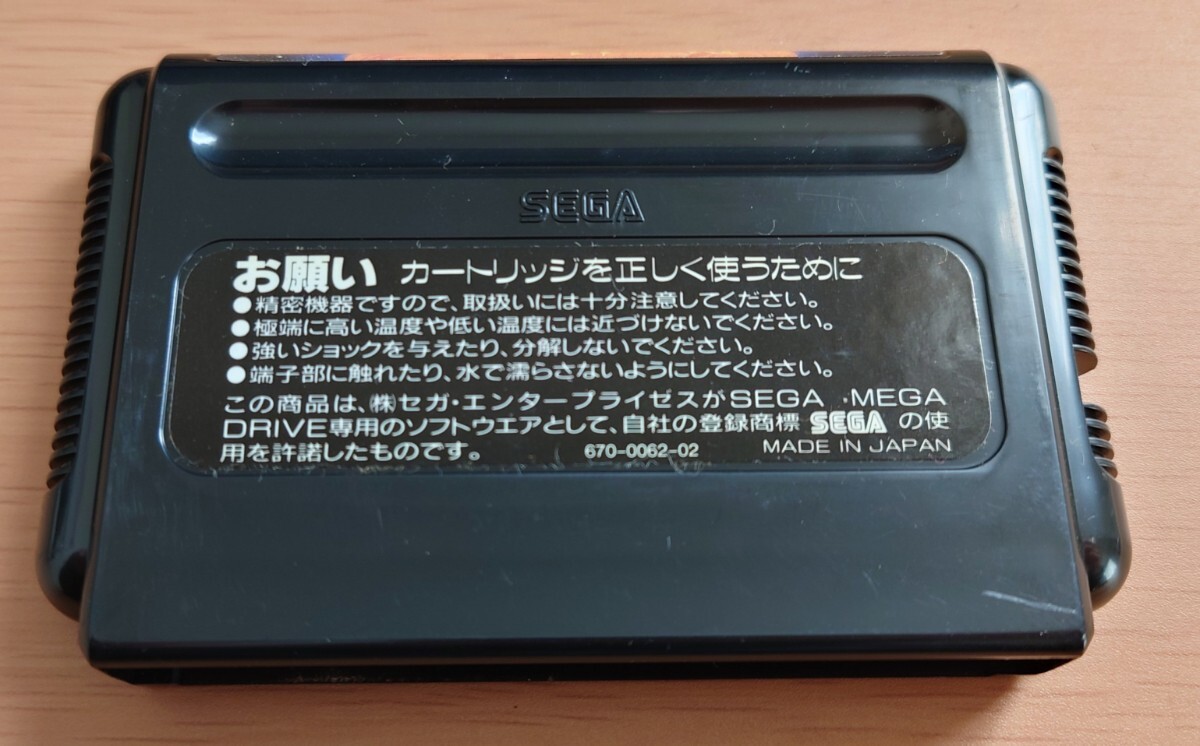 SEGA
お願い カートリッジを正しく使うために
●精密機器ですので、取扱いには十分注意してください。
●極端に高い温度や低い温度には近づけないでください。
●強いショックを与えたり、分解しないでください。
●端子部に触れたり、水で濡らさないようにしてください。
この商品は、㈱セガ・エンタープライゼスがSEGA・MEGA
DRIVE専用のソフトウエアとして、自社の登録商標 SEGA の使
用を許諾したものです。 670-0062-02 MADE IN JAPAN